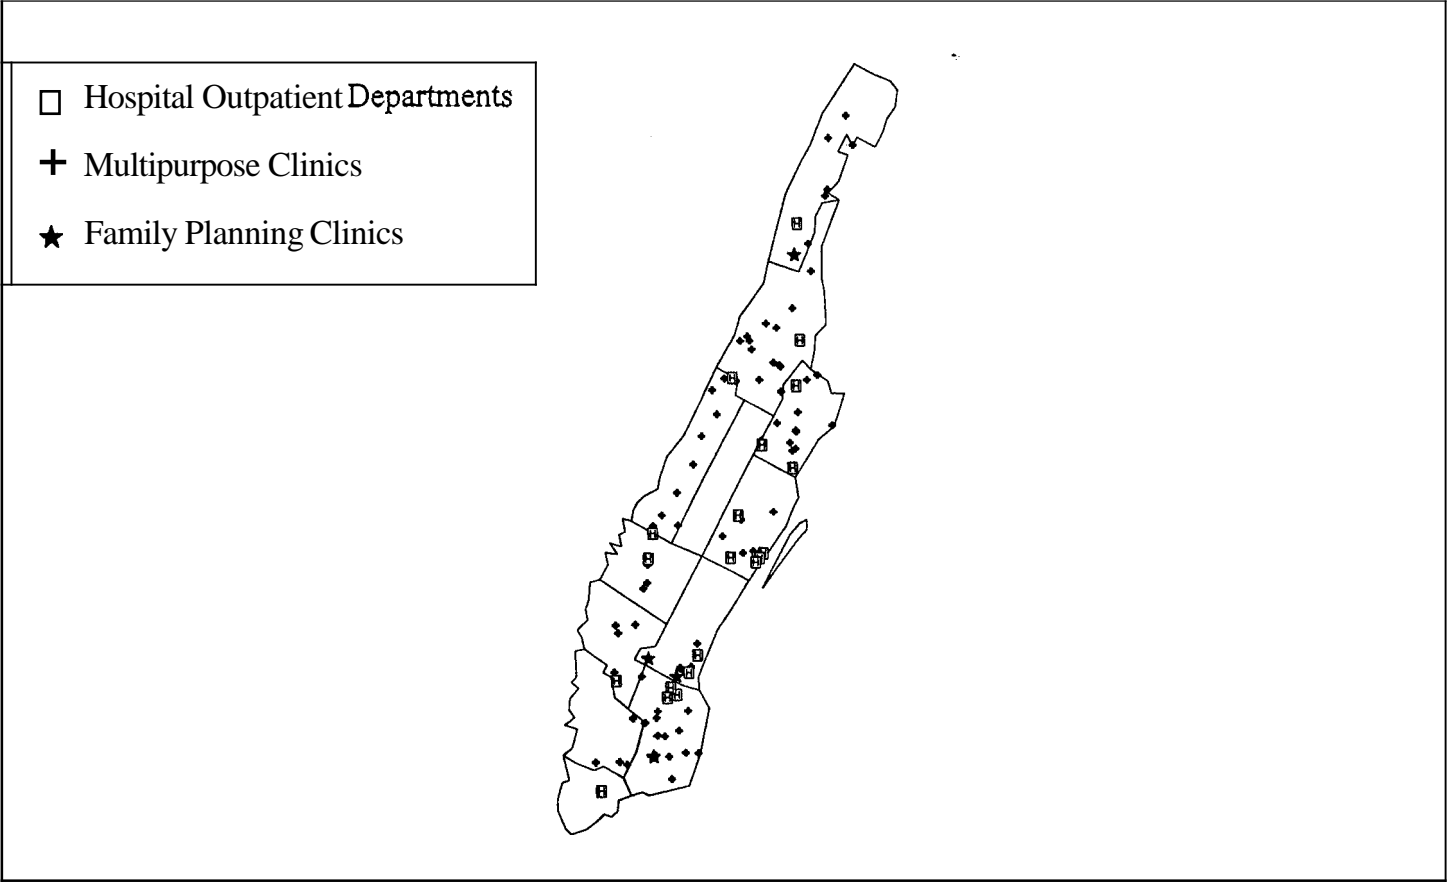 Hospital Outpatient Departments
Multipurpose Clinics
Family Planning Clinics